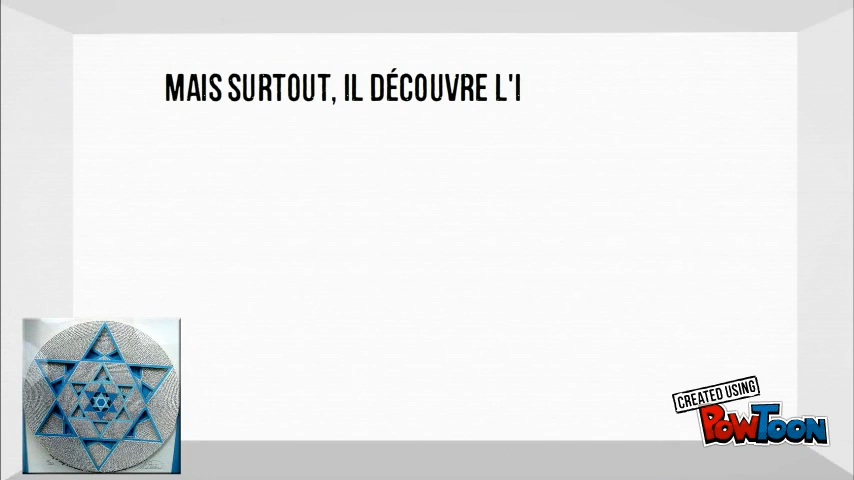 MAIS SURTOUT, IL DÉCOUVRE L'I
CREATED USING
POWTOON